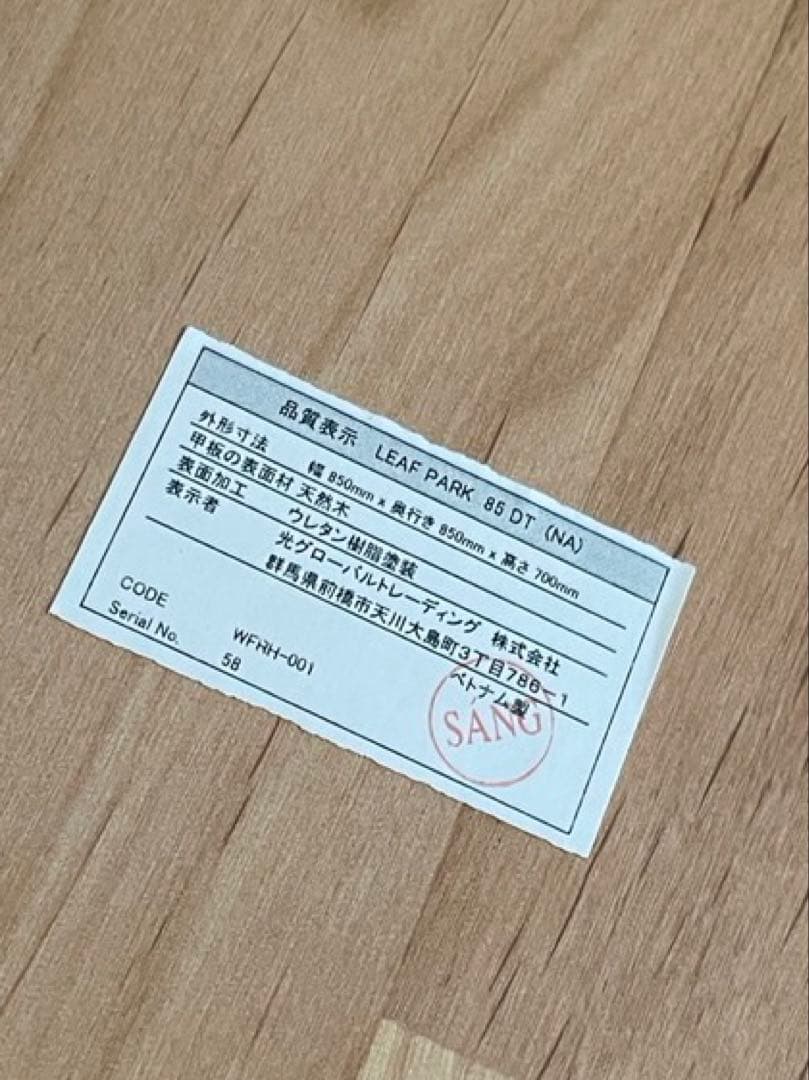 品質表示 LEAF PARK 85 DT (NA)
外形寸法 幅 850mm x 奥行き 850mm x 高さ 700mm
甲板の表面材 天然木
表面加工 ウレタン樹脂塗装
表示者 光グローバルトレーディング 株式会社
群馬県前橋市天川大島町3丁目786-1
ベトナム製
CODE WFRH-001
Serial No. 58
SANG